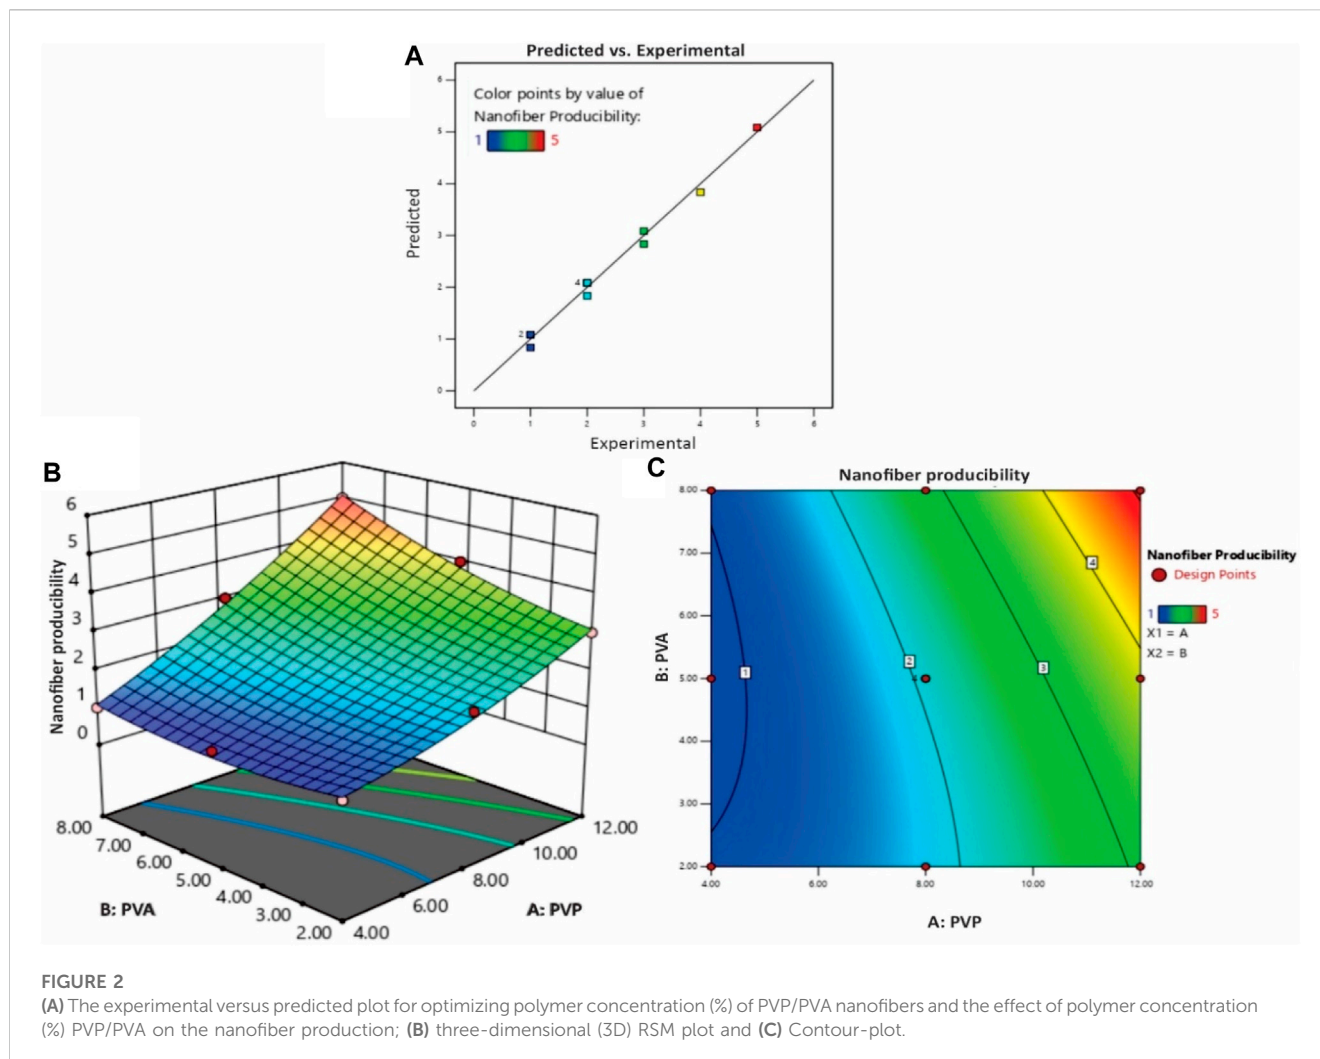 A
Predicted vs. Experimental
Color points by value of
Nanofiber Producibility:
1 5
6
5
4
3
2
1
0
Predicted
4
2
0 1 2 3 4 5 6
Experimental
B
6
5
4
3
2
1
0
Nanofiber producibility
8.00
7.00
6.00
5.00
4.00
3.00
2.00
B: PVA
4.00
6.00
8.00
10.00
12.00
A: PVP
C
Nanofiber producibility
8.00
7.00
6.00
5.00
4.00
3.00
2.00
B: PVA
1
2
4
3
4
4.00 6.00 8.00 10.00 12.00
A: PVP
Nanofiber Producibility
Design Points
1 5
X1 = A
X2 = B
FIGURE 2
(A) The experimental versus predicted plot for optimizing polymer concentration (%) of PVP/PVA nanofibers and the effect of polymer concentration
(%) PVP/PVA on the nanofiber production; (B) three-dimensional (3D) RSM plot and (C) Contour-plot.